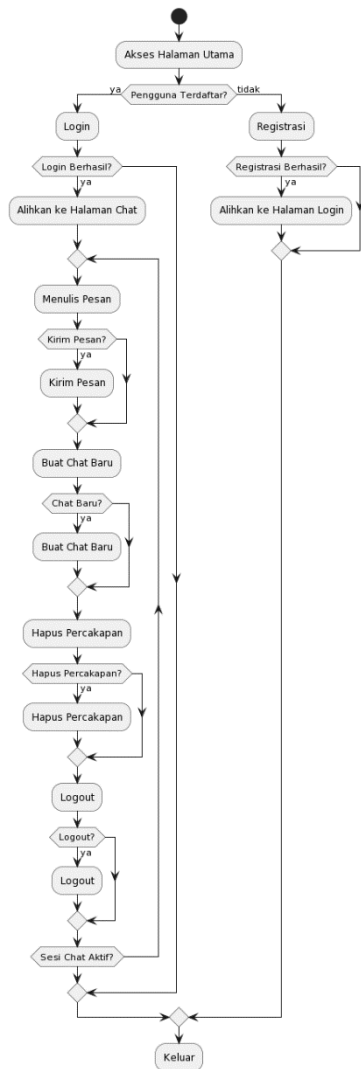 Akses Halaman Utama
ya
Pengguna Terdaftar?
tidak
Login
Registrasi
Login Berhasil?
Registrasi Berhasil?
ya
ya
Alihkan ke Halaman Chat
Alihkan ke Halaman Login
Menulis Pesan
Kirim Pesan?
ya
Kirim Pesan
Buat Chat Baru
Chat Baru?
ya
Buat Chat Baru
Hapus Percakapan
Hapus Percakapan?
ya
Hapus Percakapan
Logout
Logout?
ya
Logout
Sesi Chat Aktif?
Keluar